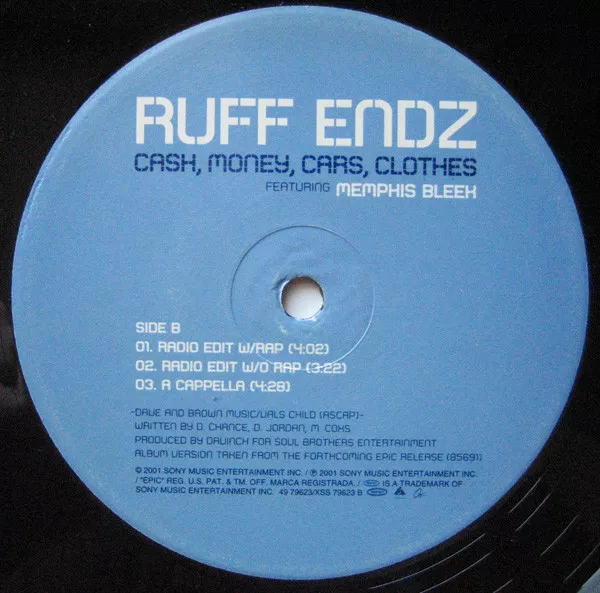 RUFF ENDZ
CASH, MONEY, CARS, CLOTHES
FEATURING MEMPHIS BLEEK
SIDE B
01. RADIO EDIT W/RAP (4:02)
02. RADIO EDIT W/O RAP (3:22)
03. A CAPPELLA (4:28)
-DAVE AND BROWN MUSIC/VALS CHILD (ASCAP)-
WRITTEN BY D. CHANCE, D. JORDAN, M. COXS
PRODUCED BY DAVINCH FOR SOUL BROTHERS ENTERTAINMENT
ALBUM VERSION TAKEN FROM THE FORTHCOMING EPIC RELEASE (85691)
© 2001 SONY MUSIC ENTERTAINMENT INC. / ℗ 2001 SONY MUSIC ENTERTAINMENT INC.
/ "EPIC" REG. U.S. PAT. & TM. OFF. MARCA REGISTRADA. / IS A TRADEMARK OF
SONY MUSIC ENTERTAINMENT INC. 49 79623/XSS 79623 B